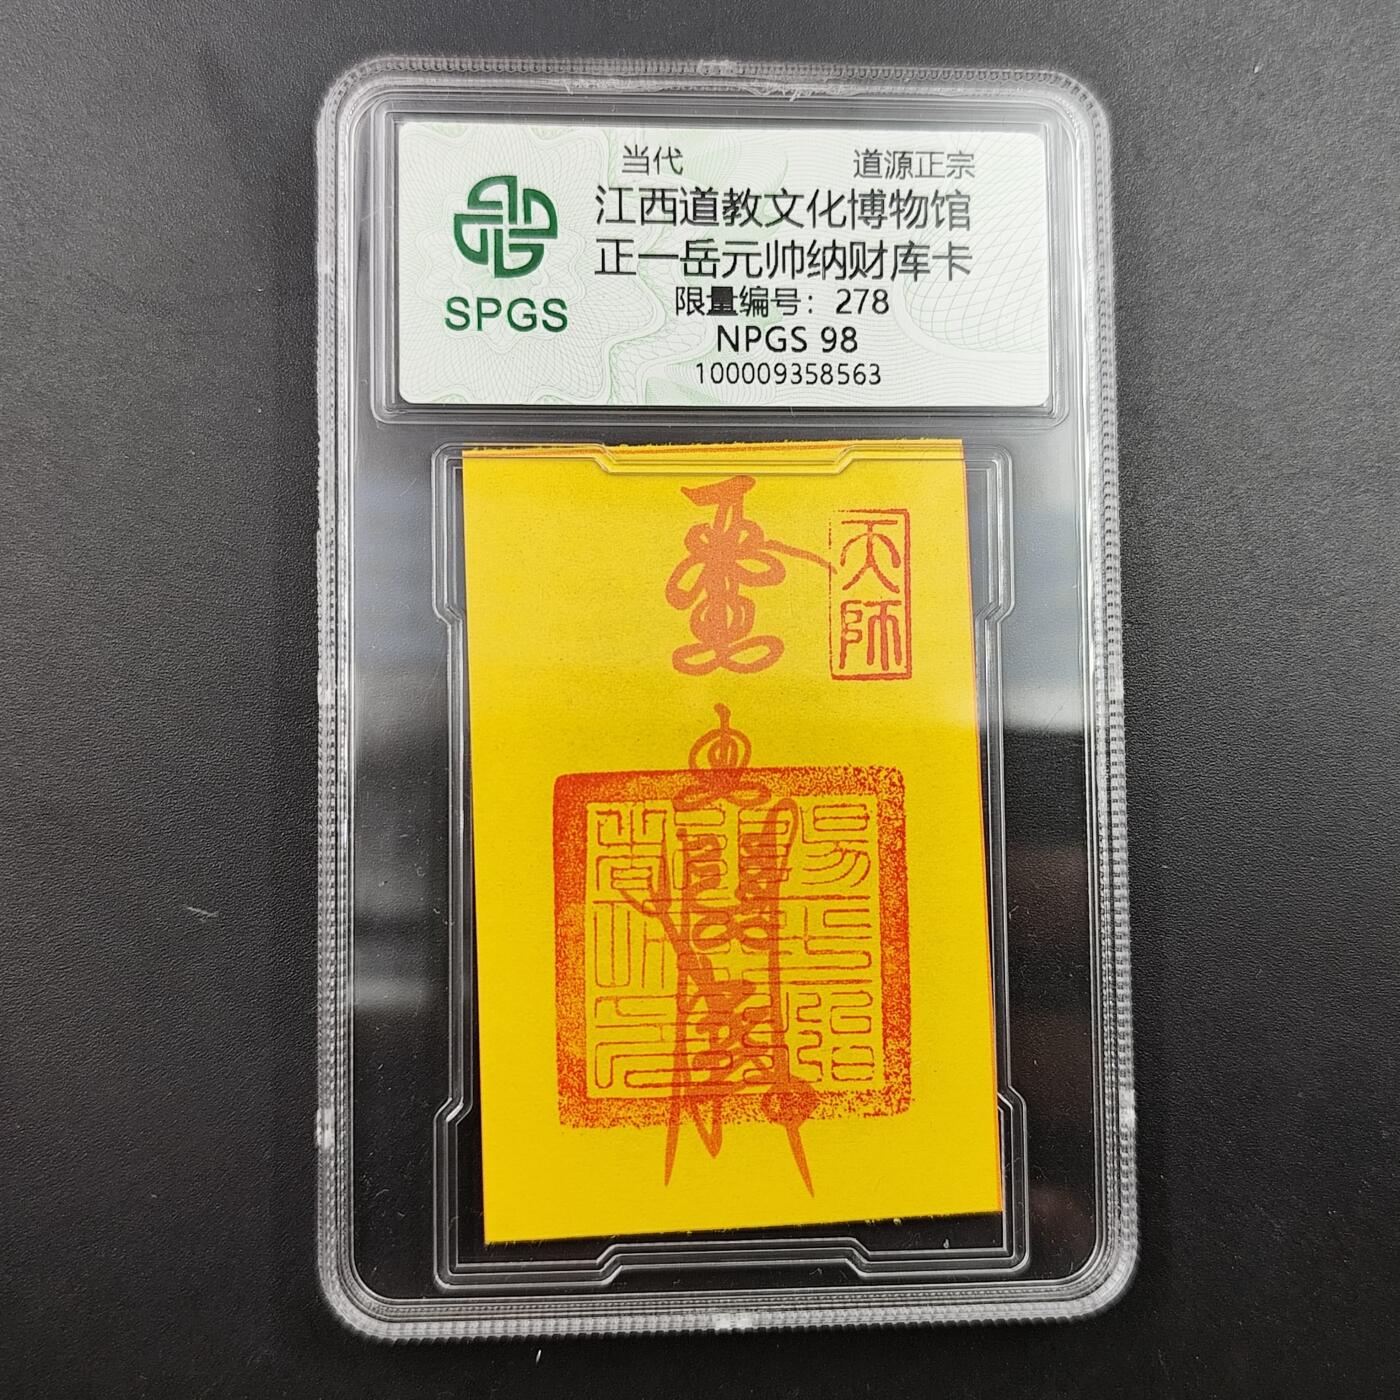 当代 道源正宗
江西道教文化博物馆
正一岳元帅纳财库卡
限量编号：278
NPGS 98
100009358563
SPGS
天師